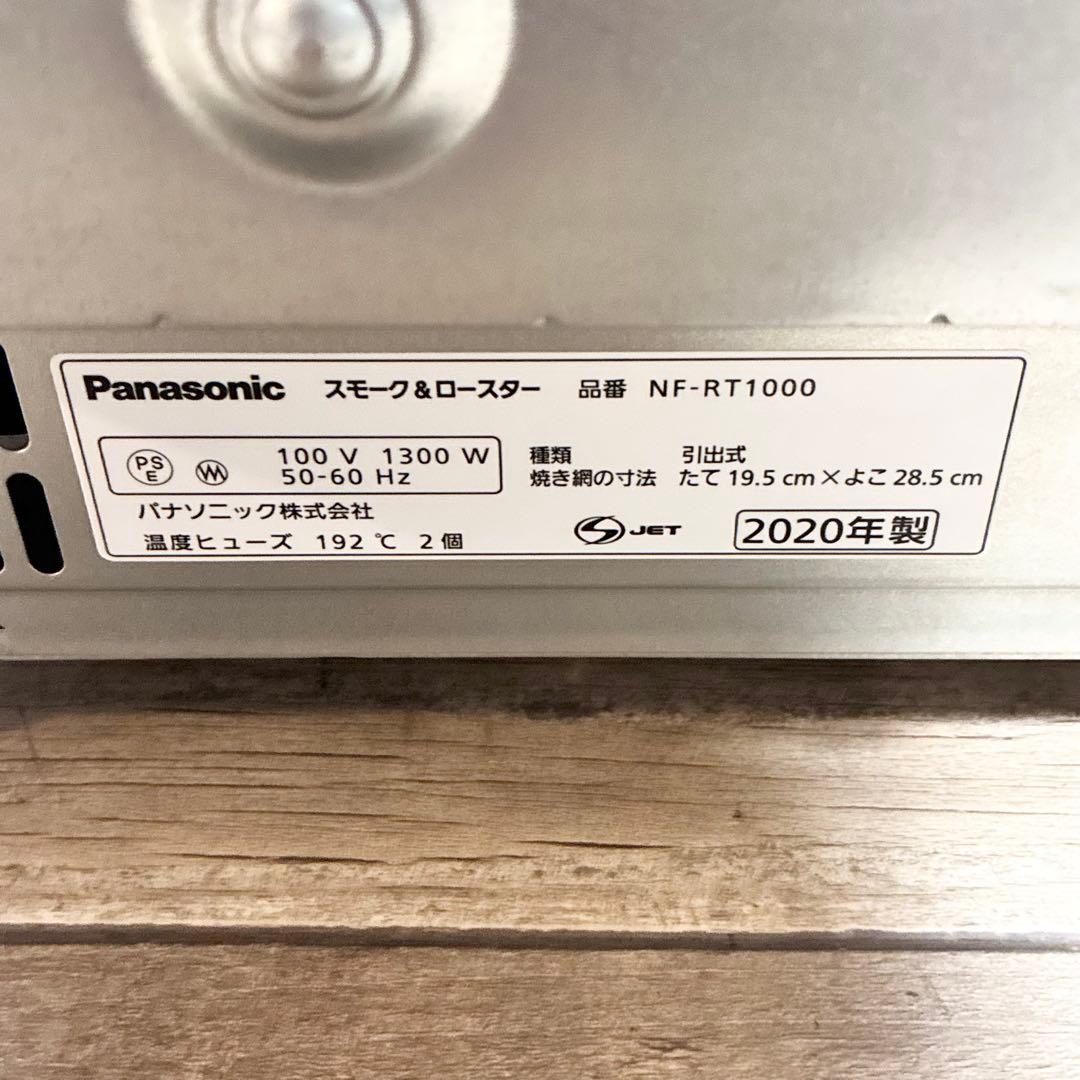 Panasonic スモーク&ロースター 品番 NF-RT1000
PSE 100 V 1300 W
50-60 Hz
種類 引出式
焼き網の寸法 たて 19.5 cm×よこ 28.5 cm
パナソニック株式会社
温度ヒューズ 192 ℃ 2 個
S JET 2020年製